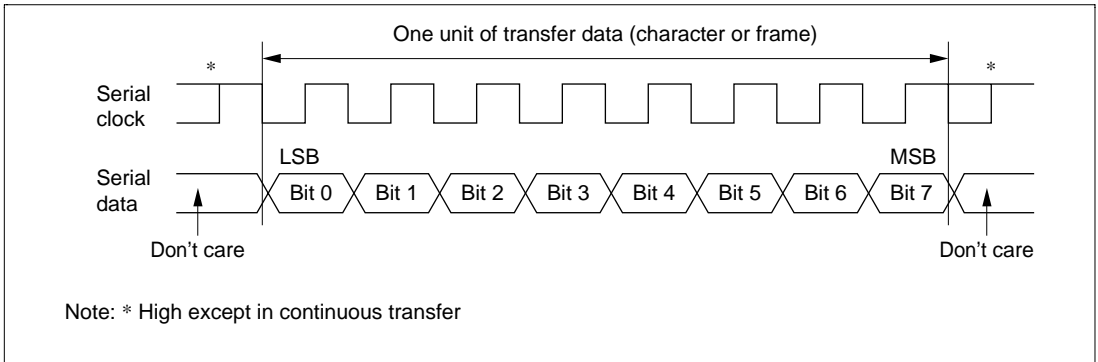 One unit of transfer data (character or frame)
* *
Serial
clock
LSB MSB
Serial
data
Bit 0 Bit 1 Bit 2 Bit 3 Bit 4 Bit 5 Bit 6 Bit 7
Don't care Don't care
Note: * High except in continuous transfer